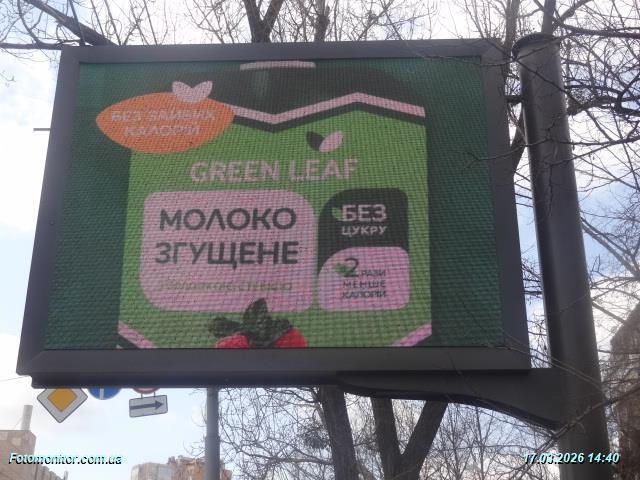 БЕЗ ЗАЙВИХ
КАЛОРІЙ
GREEN LEAF
МОЛОКО
ЗГУЩЕНЕ
БЕЗ
ЦУКРУ
2 РАЗИ
МЕНШЕ
КАЛОРІЙ
Fotomonitor.com.ua
17.03.2026 14:40